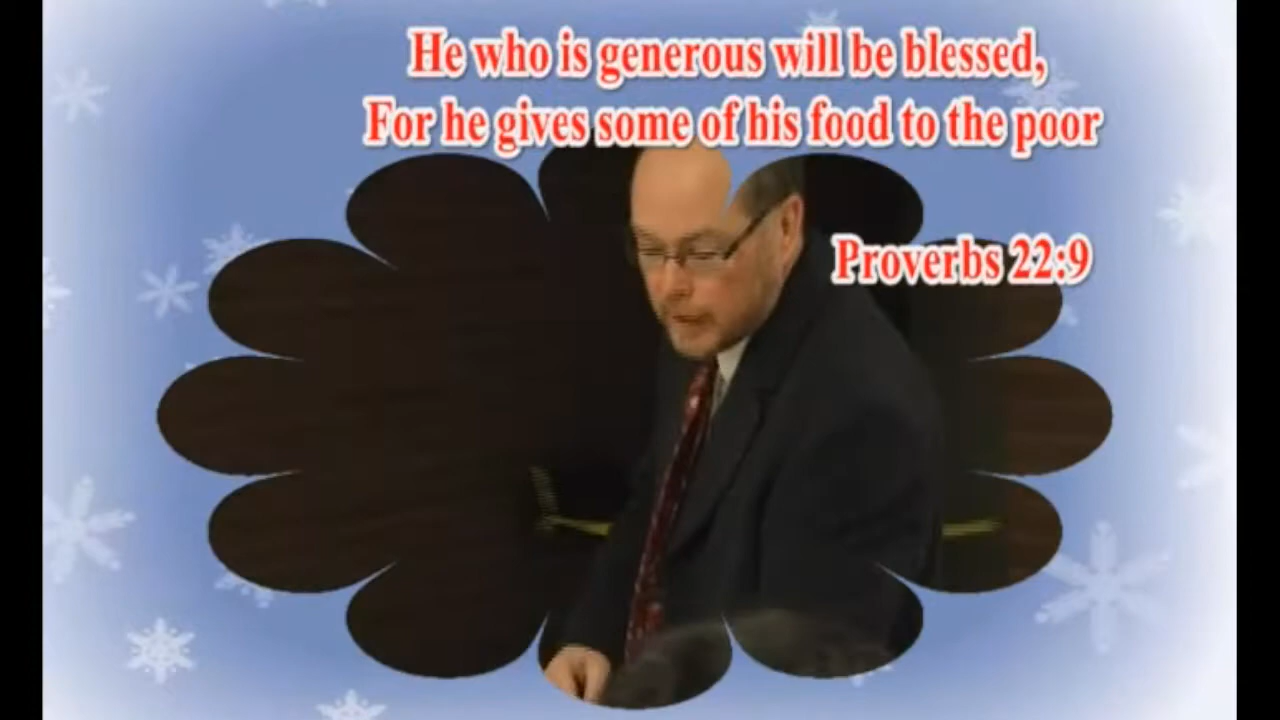 He who is generous will be blessed,
For he gives some of his food to the poor
Proverbs 22:9